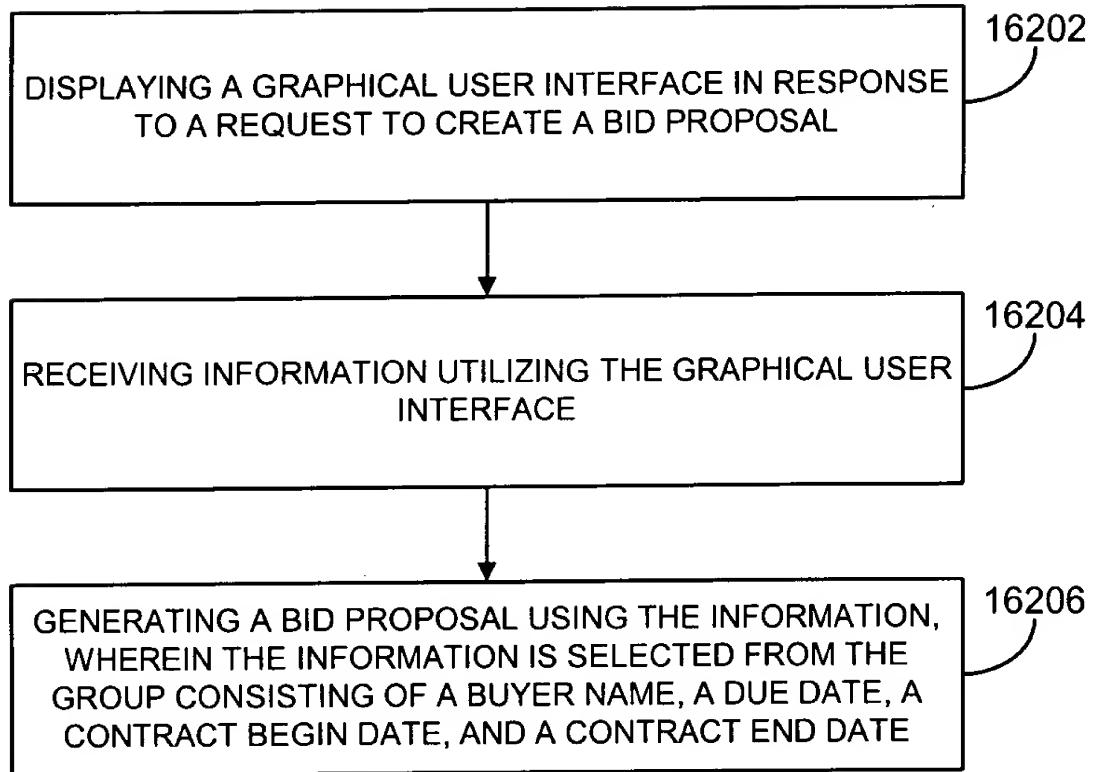 16202
DISPLAYING A GRAPHICAL USER INTERFACE IN RESPONSE
TO A REQUEST TO CREATE A BID PROPOSAL
16204
RECEIVING INFORMATION UTILIZING THE GRAPHICAL USER
INTERFACE
16206
GENERATING A BID PROPOSAL USING THE INFORMATION,
WHEREIN THE INFORMATION IS SELECTED FROM THE
GROUP CONSISTING OF A BUYER NAME, A DUE DATE, A
CONTRACT BEGIN DATE, AND A CONTRACT END DATE